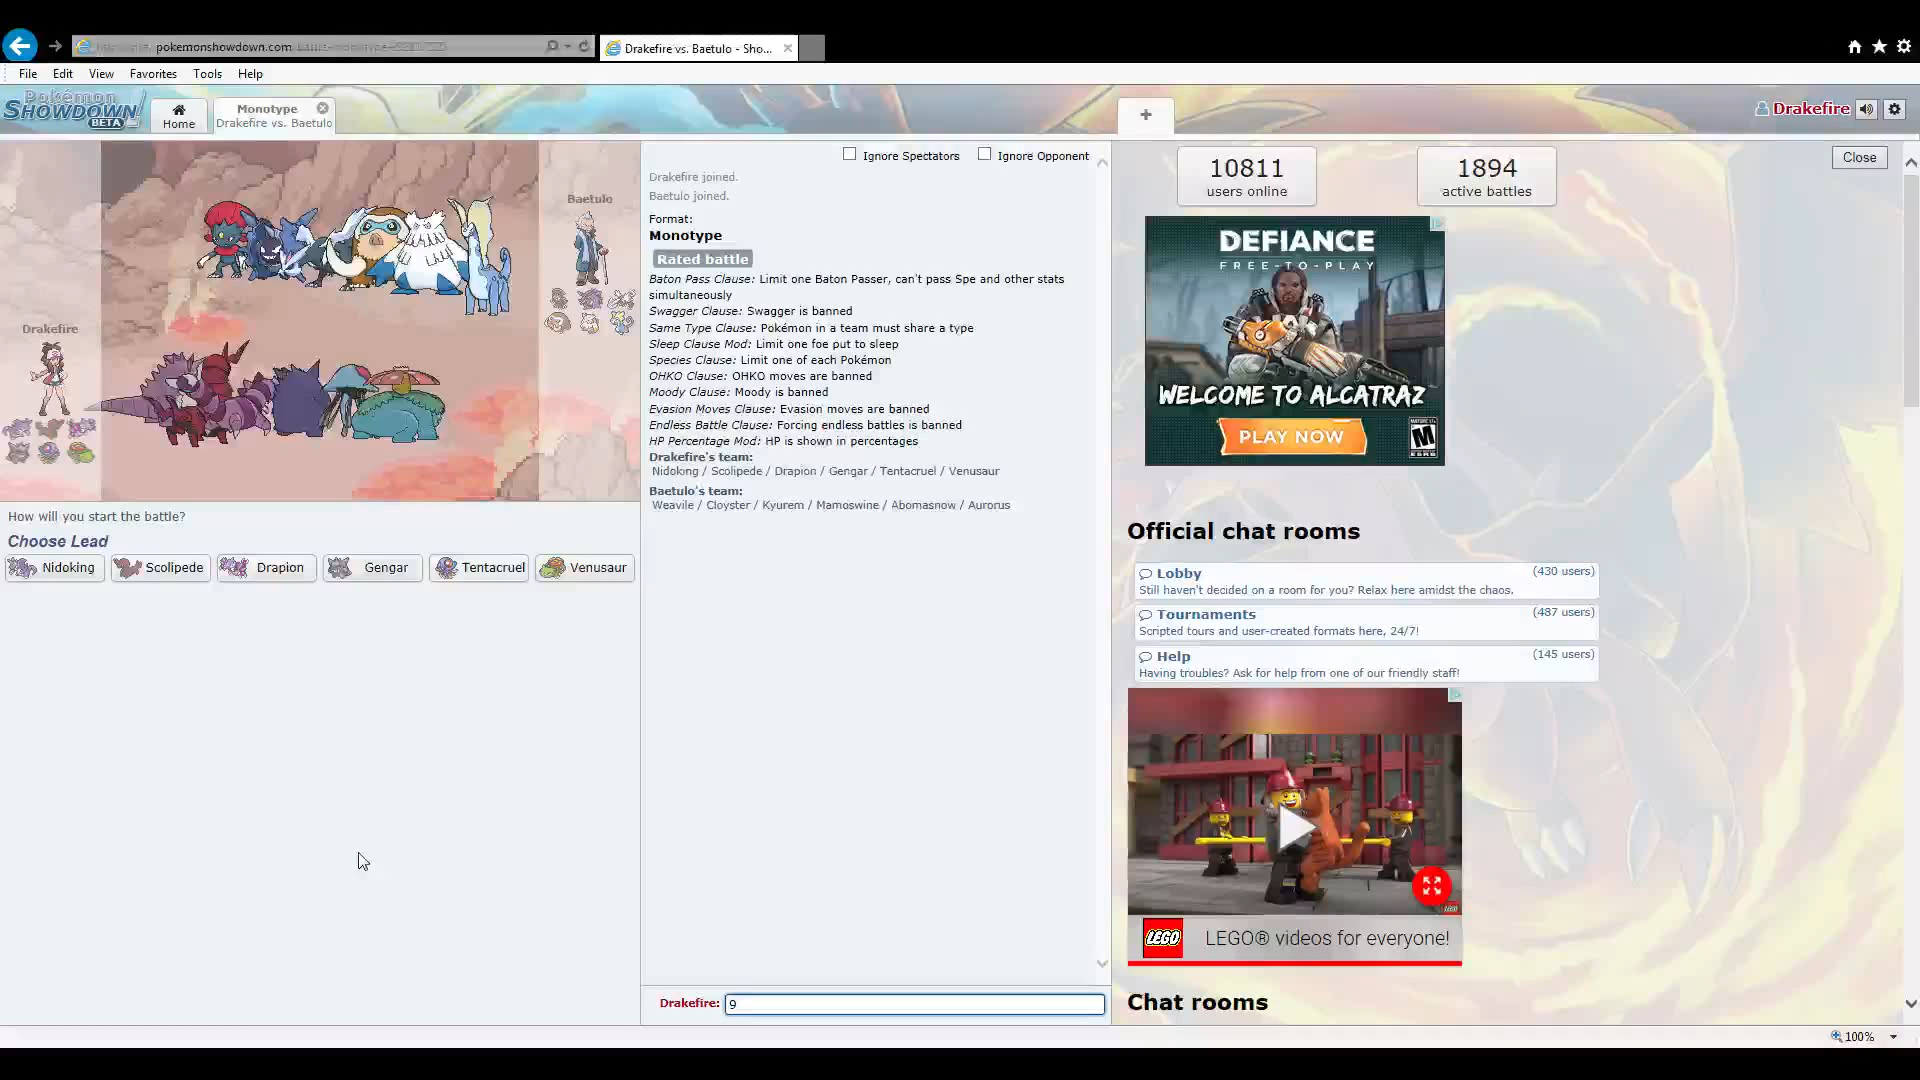 pokemonshowdown.com
Drakefire vs. Baetulo - Sho...
File Edit View Favorites Tools Help
Pokémon
SHOWDOWN!
BETA
Home
Monotype
Drakefire vs. Baetulo
+
Drakefire
Baetulo
Drakefire
How will you start the battle?
Choose Lead
Nidoking Scolipede Drapion Gengar Tentacruel Venusaur
Ignore Spectators Ignore Opponent
Drakefire joined.
Baetulo joined.
Format:
Monotype
Rated battle
Baton Pass Clause: Limit one Baton Passer, can't pass Spe and other stats
simultaneously
Swagger Clause: Swagger is banned
Same Type Clause: Pokémon in a team must share a type
Sleep Clause Mod: Limit one foe put to sleep
Species Clause: Limit one of each Pokémon
OHKO Clause: OHKO moves are banned
Moody Clause: Moody is banned
Evasion Moves Clause: Evasion moves are banned
Endless Battle Clause: Forcing endless battles is banned
HP Percentage Mod: HP is shown in percentages
Drakefire's team:
Nidoking / Scolipede / Drapion / Gengar / Tentacruel / Venusaur
Baetulo's team:
Weavile / Cloyster / Kyurem / Mamoswine / Abomasnow / Aurorus
Drakefire: 9
Close
10811
users online
1894
active battles
DEFIANCE
FREE-TO-PLAY
WELCOME TO ALCATRAZ
PLAY NOW
M
Official chat rooms
Lobby (430 users)
Still haven't decided on a room for you? Relax here amidst the chaos.
Tournaments (487 users)
Scripted tours and user-created formats here, 24/7!
Help (145 users)
Having troubles? Ask for help from one of our friendly staff!
LEGO
LEGO® videos for everyone!
Chat rooms
100%